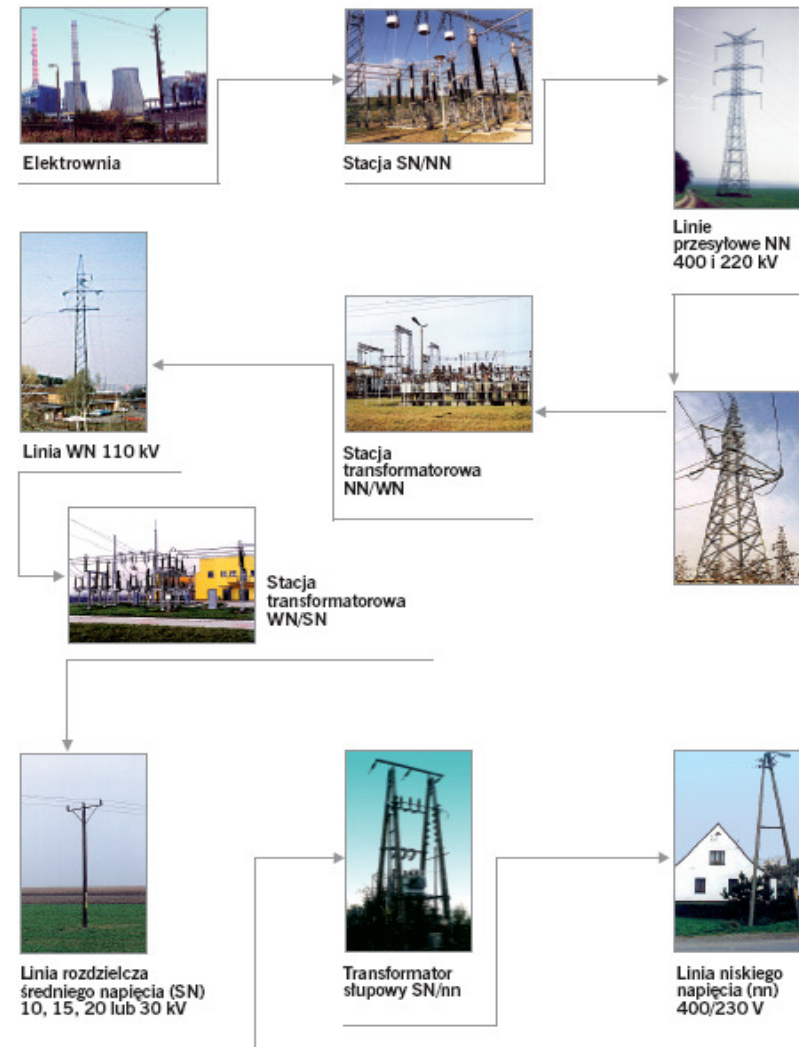 Elektrownia
Stacja SN/NN
Linie
przesyłowe NN
400 i 220 kV
Linia WN 110 kV
Stacja
transformatorowa
NN/WN
Stacja
transformatorowa
WN/SN
Linia rozdzielcza
średniego napięcia (SN)
10, 15, 20 lub 30 kV
Transformator
słupowy SN/nn
Linia niskiego
napięcia (nn)
400/230 V